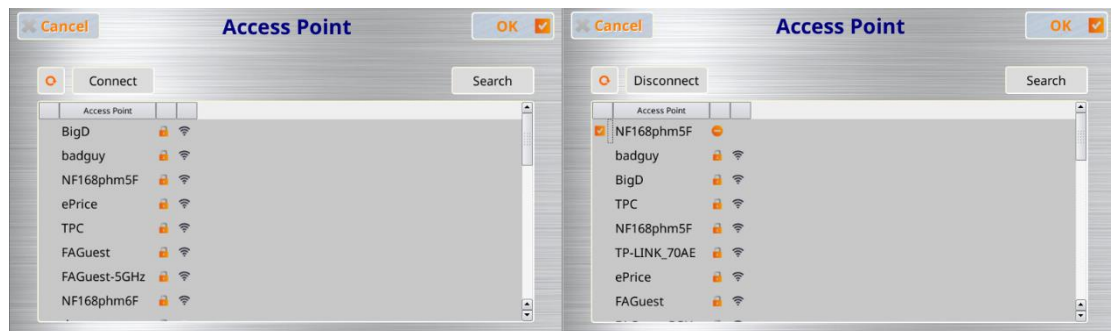 Cancel
Access Point
OK
Connect
Search
Access Point
BigD
badguy
NF168phm5F
ePrice
TPC
FAGuest
FAGuest-5GHz
NF168phm6F
Cancel
Access Point
OK
Disconnect
Search
Access Point
NF168phm5F
badguy
BigD
TPC
NF168phm5F
TP-LINK_70AE
ePrice
FAGuest